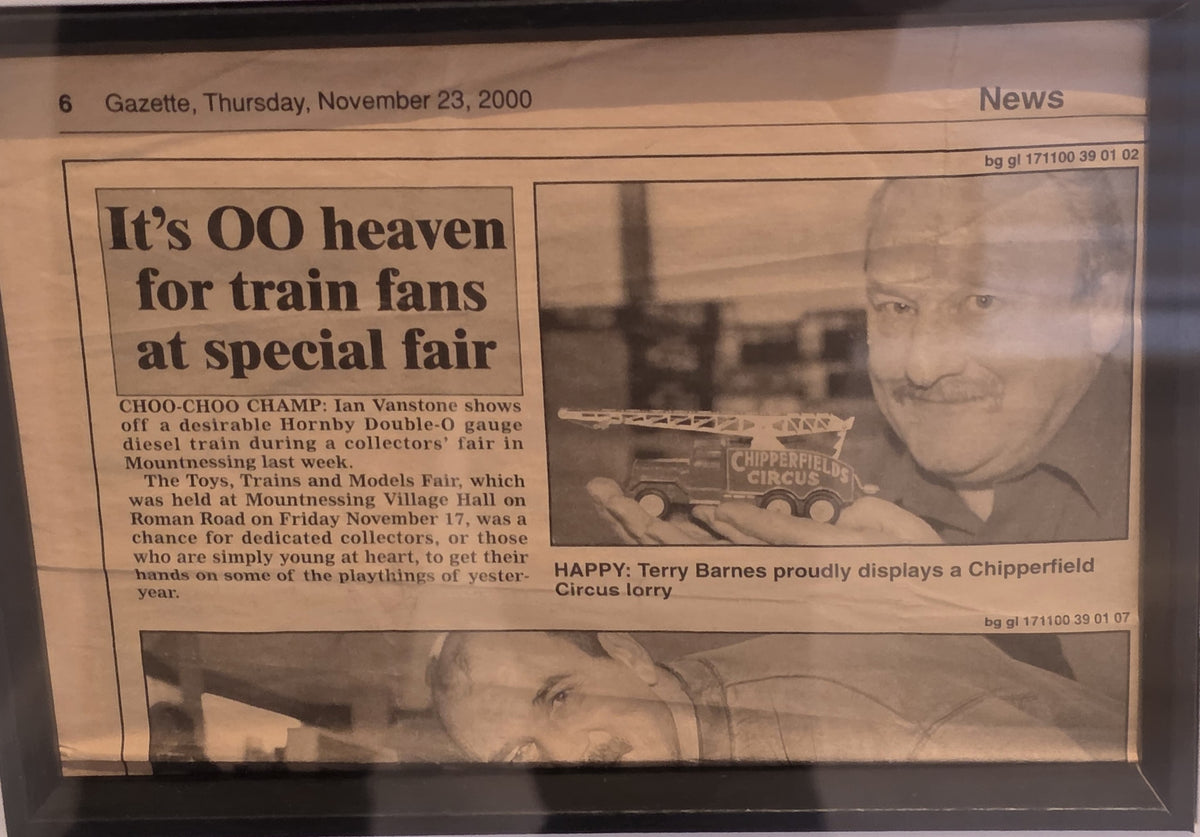 6 Gazette, Thursday, November 23, 2000
News
bg gl 171100 39 01 02
It's OO heaven
for train fans
at special fair
CHOO-CHOO CHAMP: Ian Vanstone shows
off a desirable Hornby Double-O gauge
diesel train during a collectors' fair in
Mountnessing last week.
The Toys, Trains and Models Fair, which
was held at Mountnessing Village Hall on
Roman Road on Friday November 17, was a
chance for dedicated collectors, or those
who are simply young at heart, to get their
hands on some of the playthings of yester-
year.
CHIPPERFIELDS
CIRCUS
HAPPY: Terry Barnes proudly displays a Chipperfield
Circus lorry
bg gl 171100 39 01 07